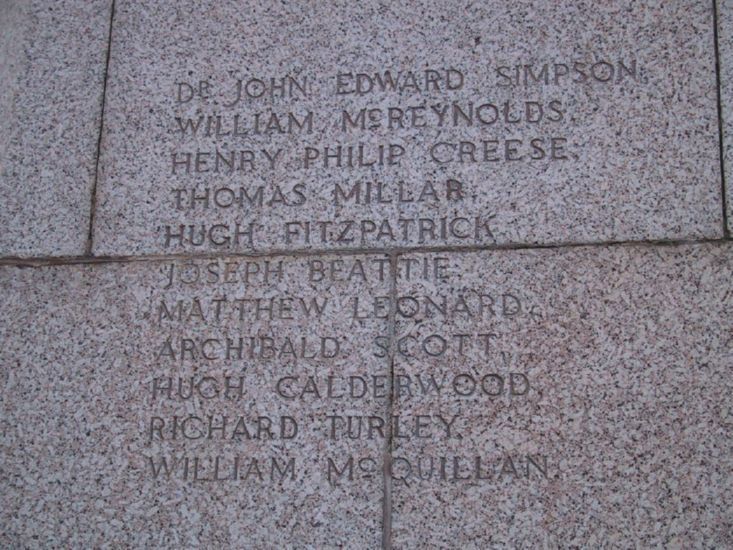 DR JOHN EDWARD SIMPSON.
WILLIAM McREYNOLDS.
HENRY PHILIP CREESE.
THOMAS MILLAR.
HUGH FITZPATRICK
JOSEPH BEATTIE.
MATTHEW LEONARD.
ARCHIBALD SCOTT.
HUGH CALDERWOOD.
RICHARD TURLEY.
WILLIAM McQUILLAN.